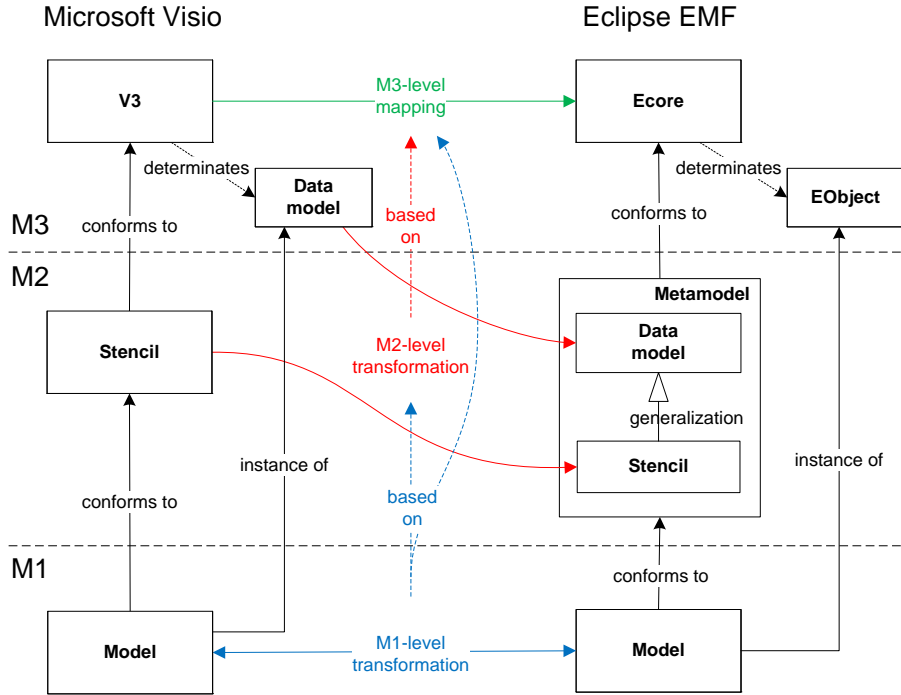 Microsoft Visio
Eclipse EMF
V3
M3-level
mapping
Ecore
determinates
determinates
Data
model
EObject
M3
conforms to
based
on
conforms to
M2
Metamodel
Stencil
M2-level
transformation
Data
model
generalization
instance of
Stencil
instance of
conforms to
based
on
M1
conforms to
Model
M1-level
transformation
Model